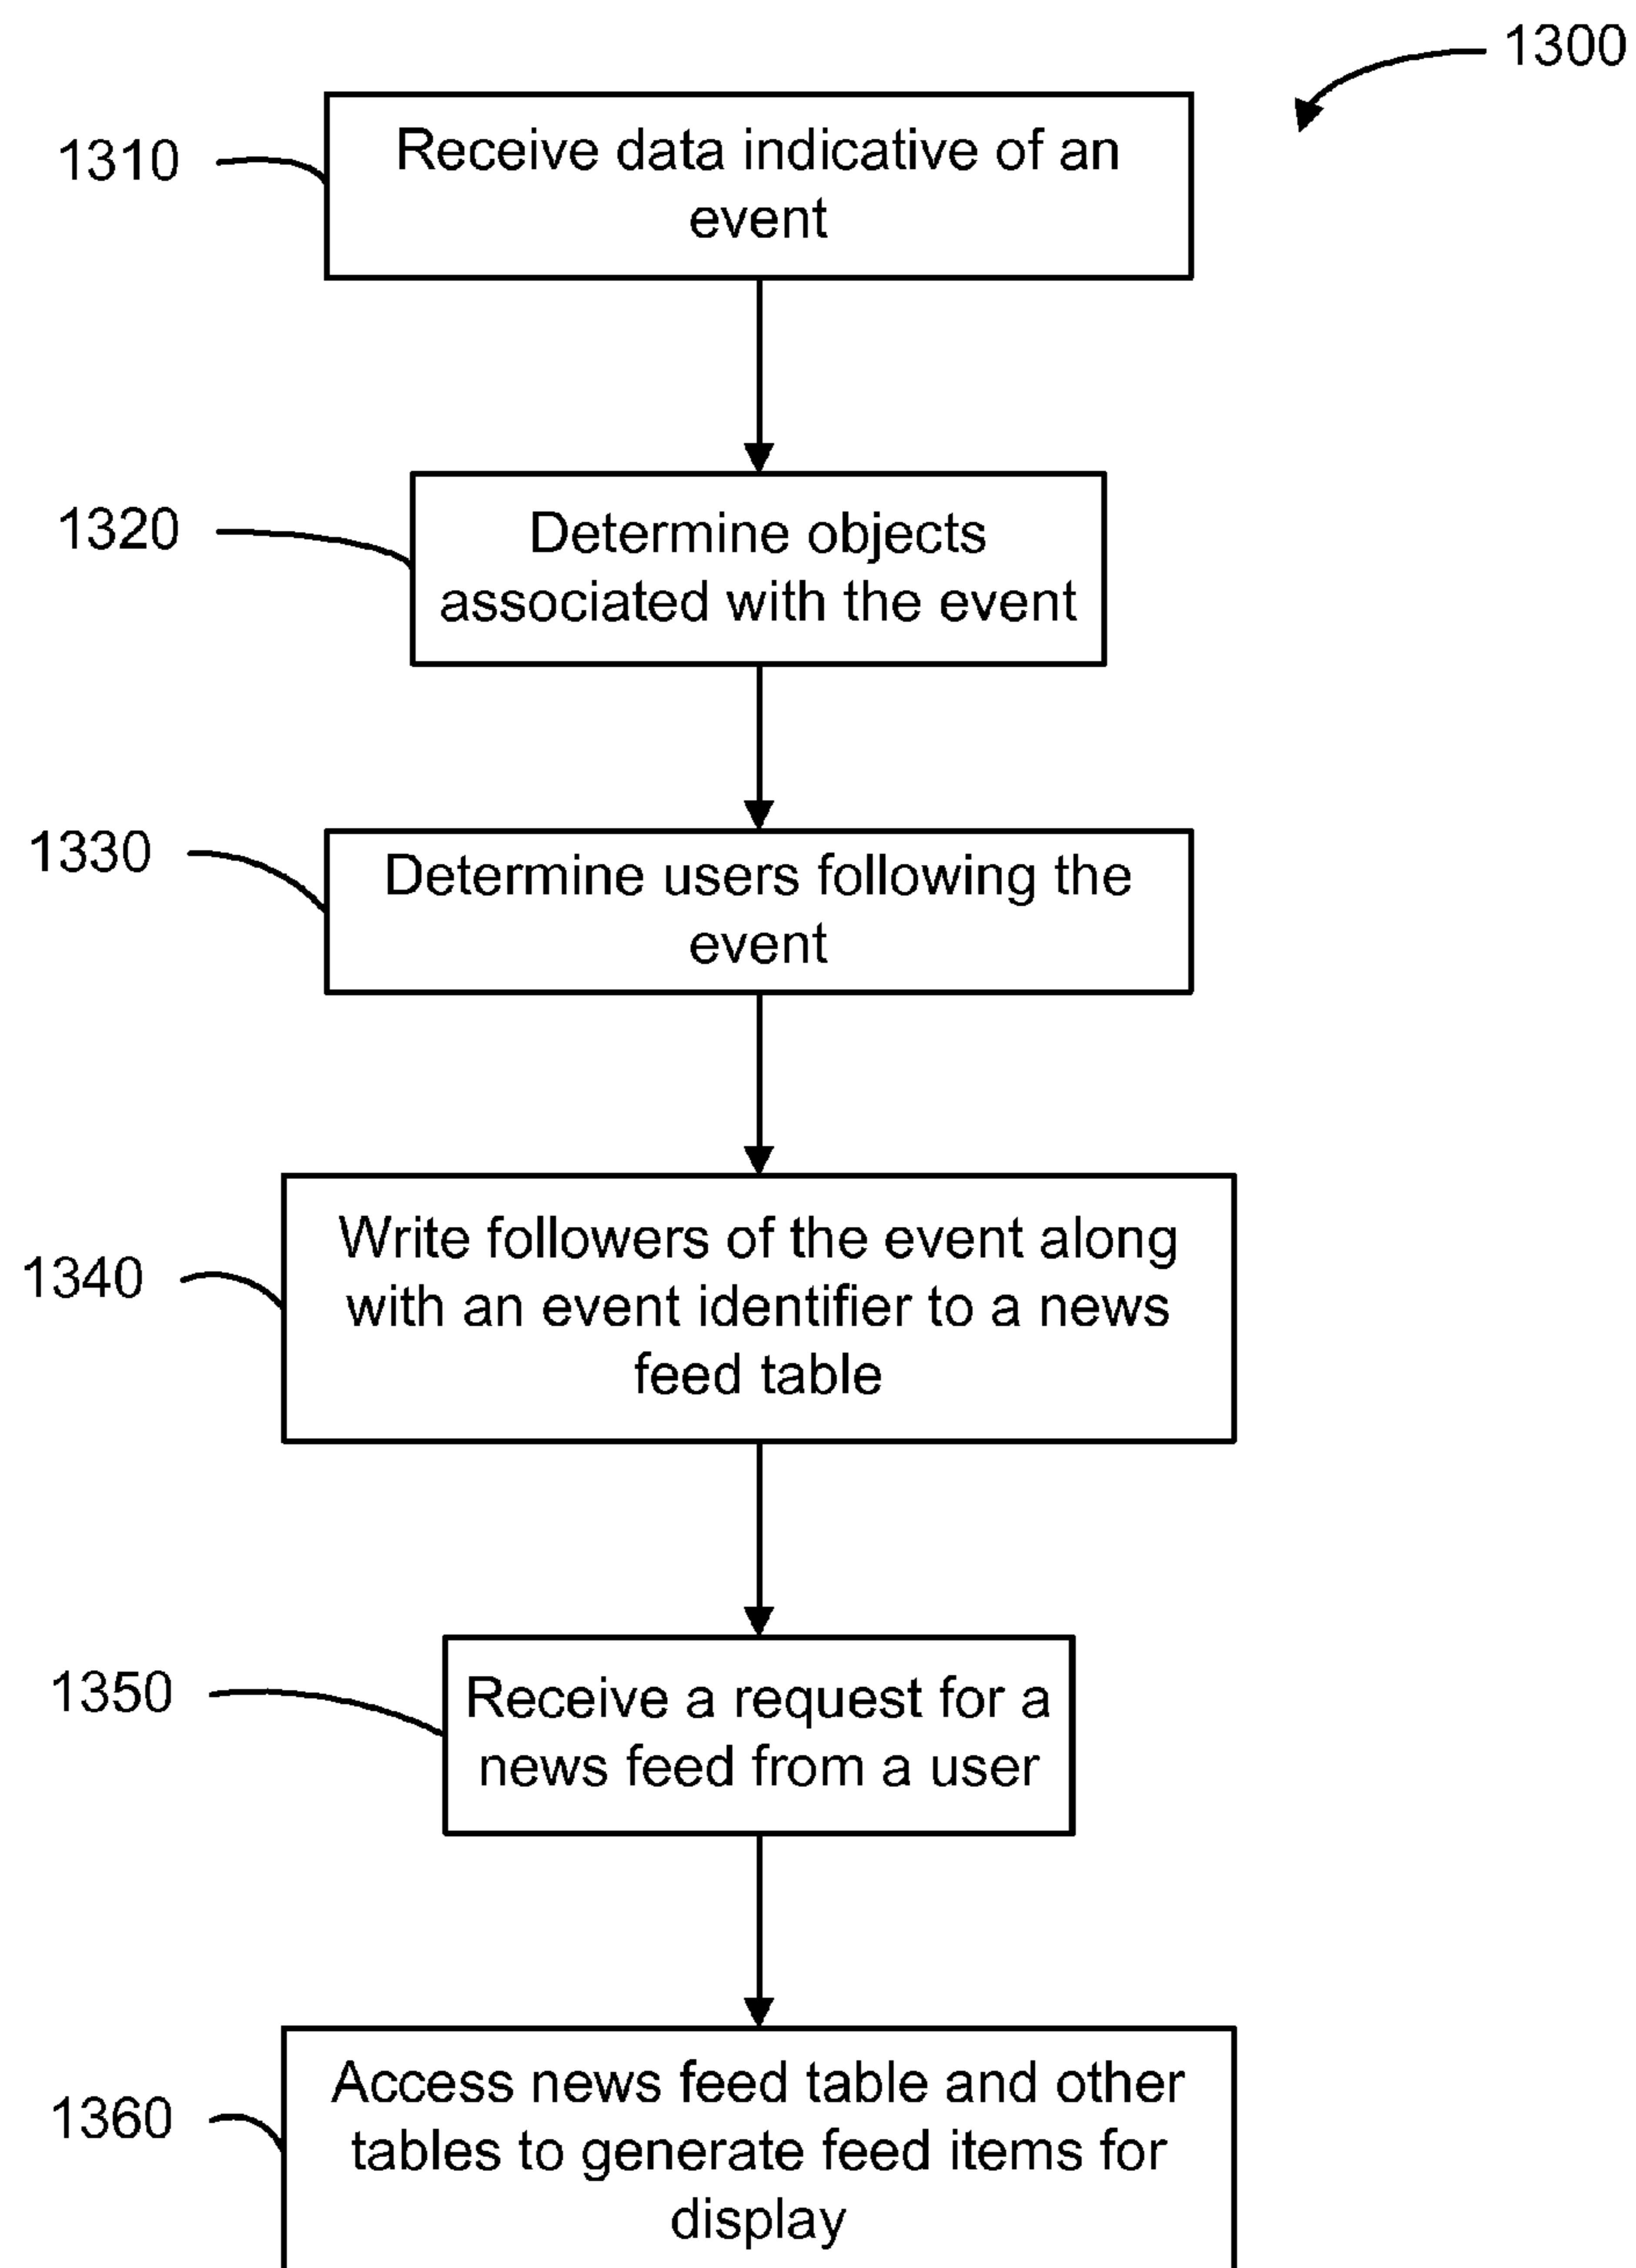 1300
1310
Receive data indicative of an
event
1320
Determine objects
associated with the event
1330
Determine users following the
event
1340
Write followers of the event along
with an event identifier to a news
feed table
1350
Receive a request for a
news feed from a user
1360
Access news feed table and other
tables to generate feed items for
display